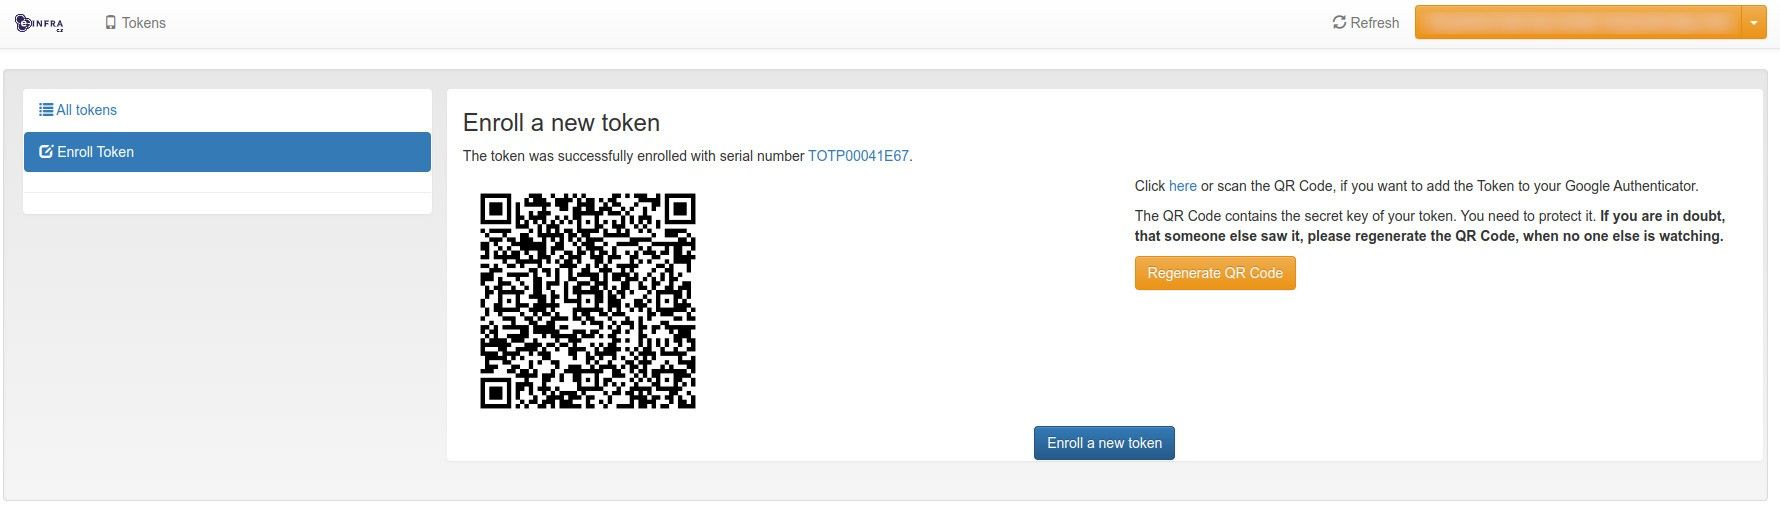 e INFRA
CZ
Tokens
Refresh
All tokens
Enroll Token
Enroll a new token
The token was successfully enrolled with serial number TOTP00041E67.
Click here or scan the QR Code, if you want to add the Token to your Google Authenticator.
The QR Code contains the secret key of your token. You need to protect it. If you are in doubt,
that someone else saw it, please regenerate the QR Code, when no one else is watching.
Regenerate QR Code
Enroll a new token